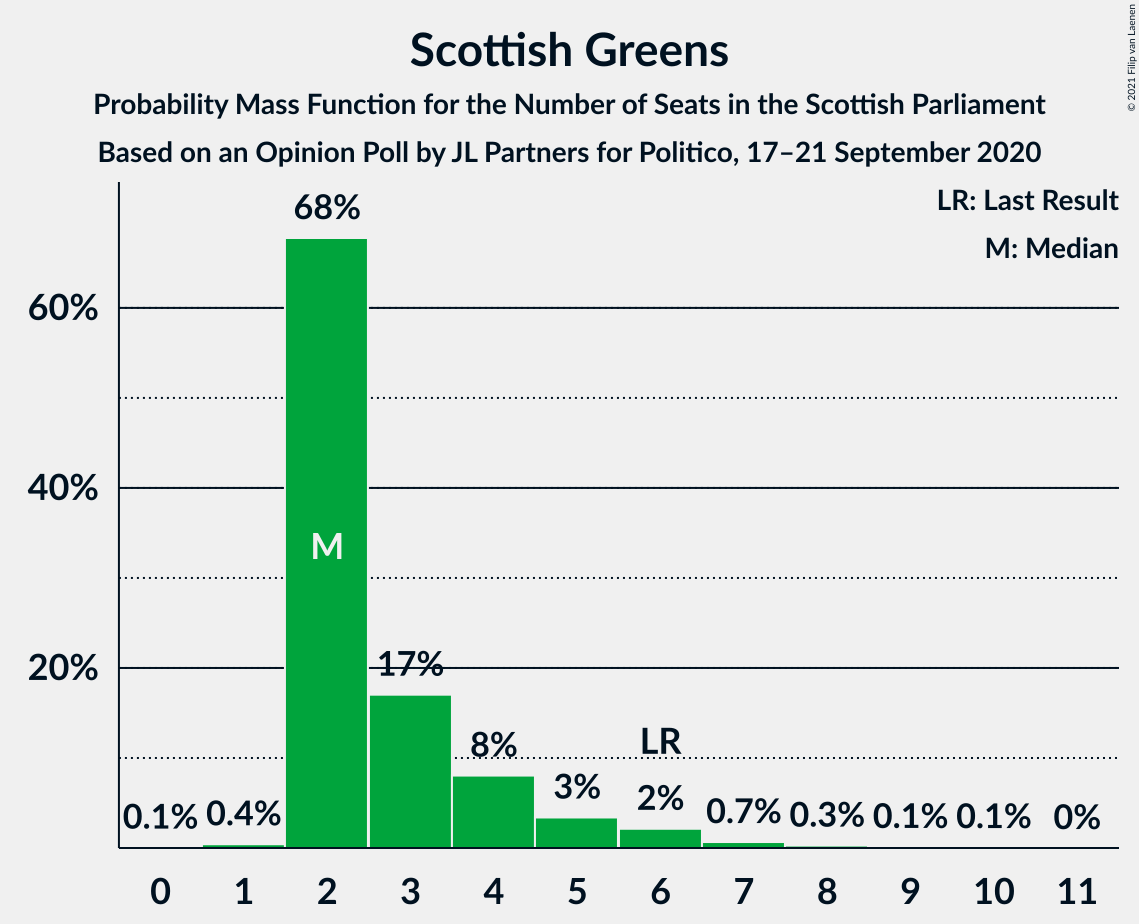 Scottish Greens
Probability Mass Function for the Number of Seats in the Scottish Parliament
Based on an Opinion Poll by JL Partners for Politico, 17–21 September 2020
© 2021 Filip van Laenen
LR: Last Result
M: Median
68%
60%
40%
M
20%
17%
8%
LR
3%
2%
0.1%
0.4%
0.7%
0.3%
0.1%
0.1%
0%
0 1 2 3 4 5 6 7 8 9 10 11